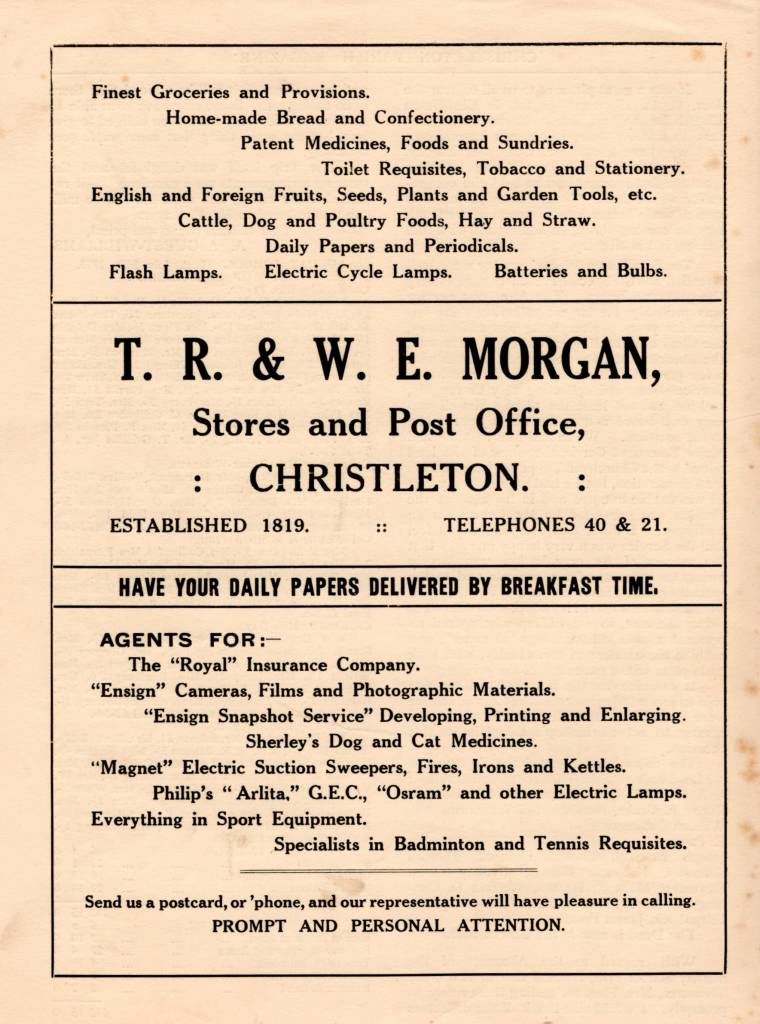 Finest Groceries and Provisions.
Home-made Bread and Confectionery.
Patent Medicines, Foods and Sundries.
Toilet Requisites, Tobacco and Stationery.
English and Foreign Fruits, Seeds, Plants and Garden Tools, etc.
Cattle, Dog and Poultry Foods, Hay and Straw.
Daily Papers and Periodicals.
Flash Lamps. Electric Cycle Lamps. Batteries and Bulbs.
T. R. & W. E. MORGAN,
Stores and Post Office,
: CHRISTLETON. :
ESTABLISHED 1819. :: TELEPHONES 40 & 21.
HAVE YOUR DAILY PAPERS DELIVERED BY BREAKFAST TIME.
AGENTS FOR:—
The "Royal" Insurance Company.
"Ensign" Cameras, Films and Photographic Materials.
"Ensign Snapshot Service" Developing, Printing and Enlarging.
Sherley's Dog and Cat Medicines.
"Magnet" Electric Suction Sweepers, Fires, Irons and Kettles.
Philip's "Arlita," G.E.C., "Osram" and other Electric Lamps.
Everything in Sport Equipment.
Specialists in Badminton and Tennis Requisites.
Send us a postcard, or 'phone, and our representative will have pleasure in calling.
PROMPT AND PERSONAL ATTENTION.